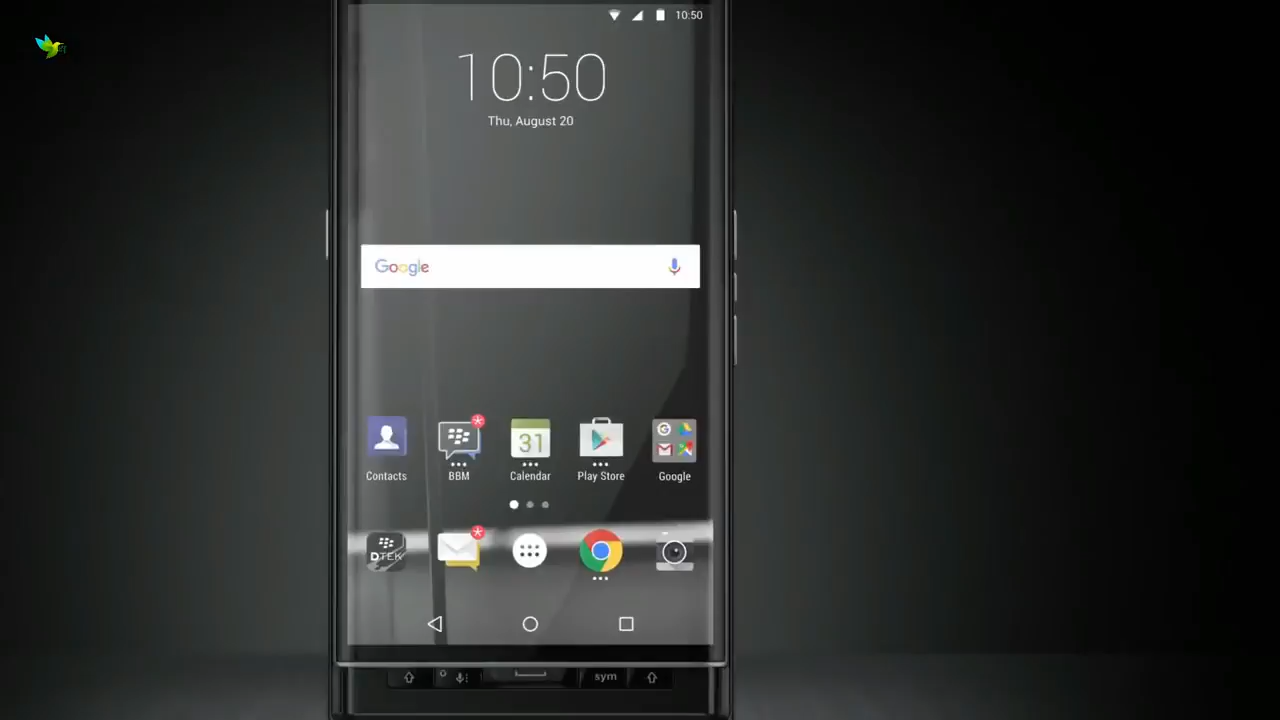 10:50
10:50
Thu, August 20
Google
31
Contacts
BBM
Calendar
Play Store
Google
DTEK
sym